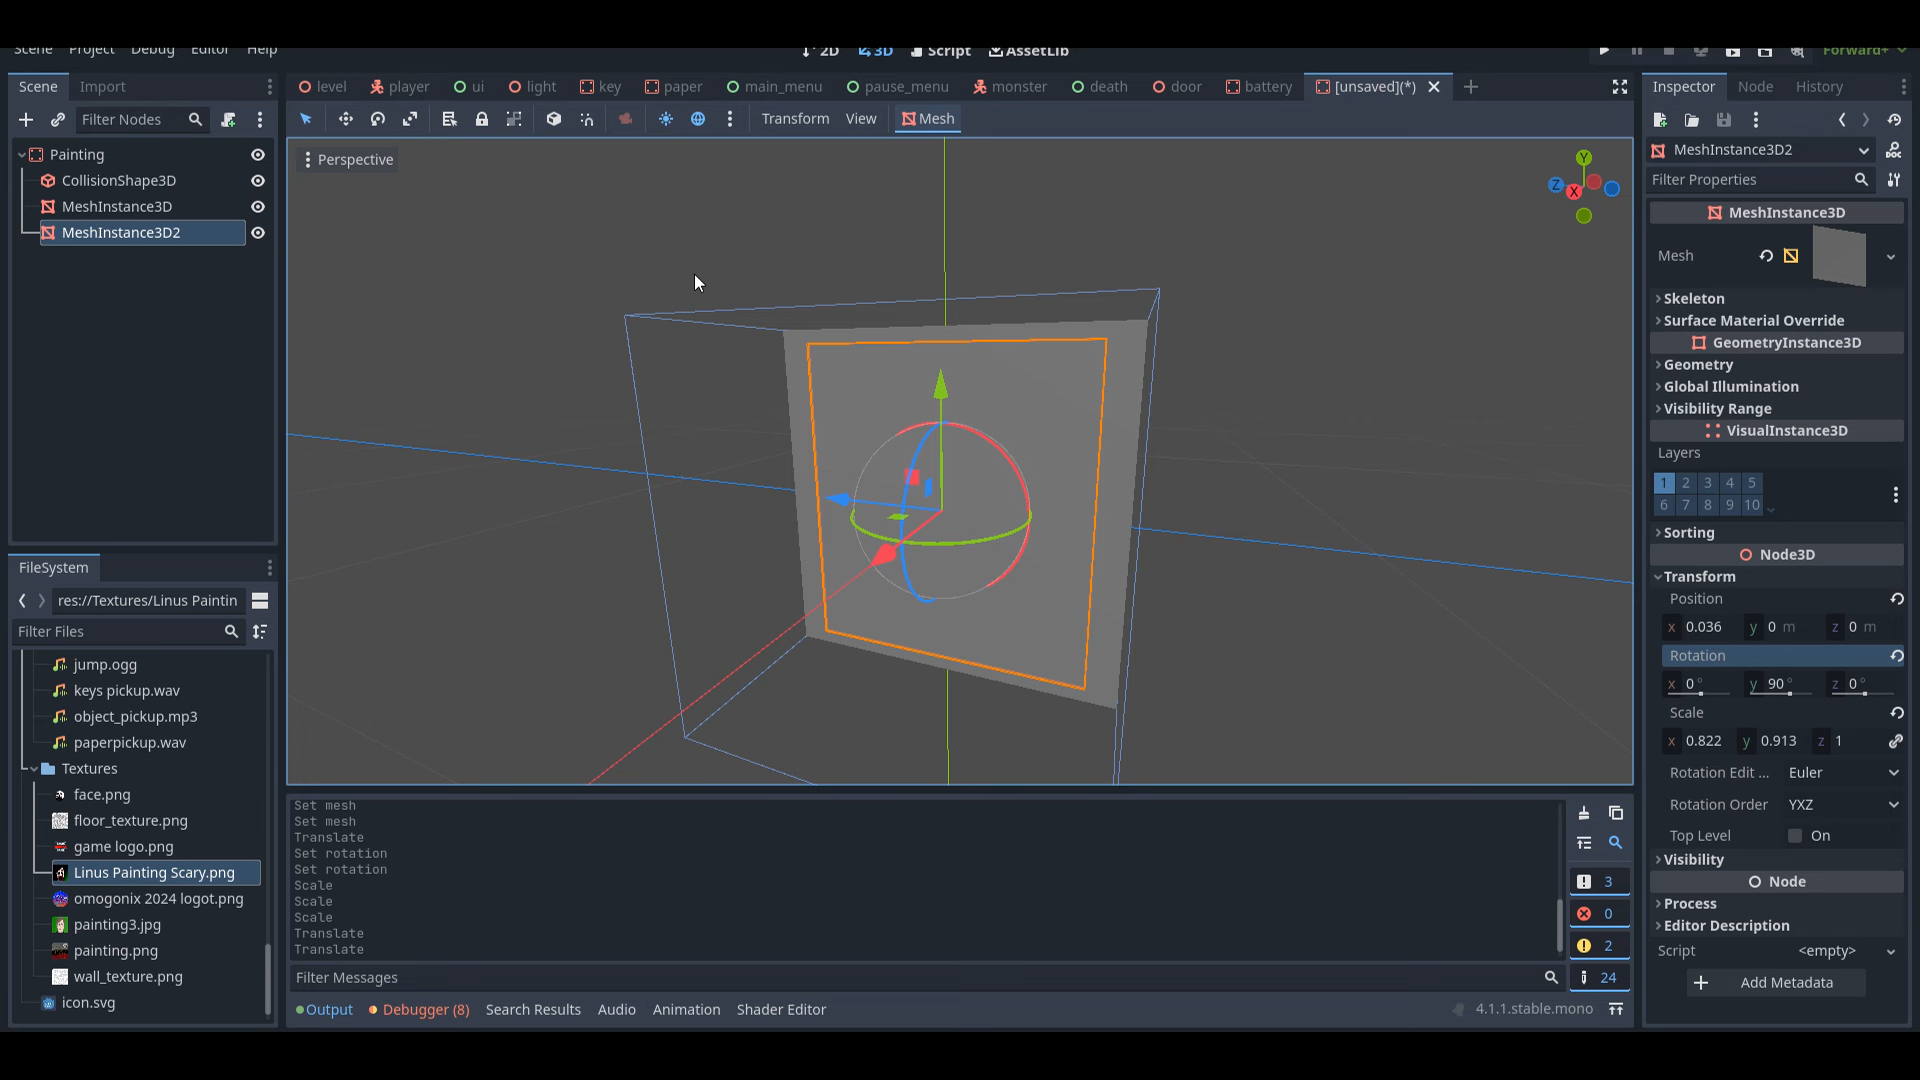 Scene Project Debug Editor Help
2D 3D Script AssetLib
Forward+
Scene Import
level player ui light key paper main_menu pause_menu monster death door battery [unsaved](*)
Inspector Node History
Filter Nodes
Transform View Mesh
Painting
CollisionShape3D
MeshInstance3D
MeshInstance3D2
Perspective
Y
Z
X
FileSystem
res://Textures/Linus Paintin
Filter Files
jump.ogg
keys pickup.wav
object_pickup.mp3
paperpickup.wav
Textures
face.png
floor_texture.png
game logo.png
Linus Painting Scary.png
omogonix 2024 logot.png
painting3.jpg
painting.png
wall_texture.png
icon.svg
Set mesh
Set mesh
Translate
Set rotation
Set rotation
Scale
Scale
Scale
Translate
Translate
3
0
2
24
Filter Messages
Output Debugger (8) Search Results Audio Animation Shader Editor
4.1.1.stable.mono
MeshInstance3D2
Filter Properties
MeshInstance3D
Mesh
Skeleton
Surface Material Override
GeometryInstance3D
Geometry
Global Illumination
Visibility Range
VisualInstance3D
Layers
1 2 3 4 5
6 7 8 9 10
Sorting
Node3D
Transform
Position
x 0.036 y 0 m z 0 m
Rotation
x 0 ° y 90 ° z 0 °
Scale
x 0.822 y 0.913 z 1
Rotation Edit ... Euler
Rotation Order YXZ
Top Level On
Visibility
Node
Process
Editor Description
Script <empty>
Add Metadata